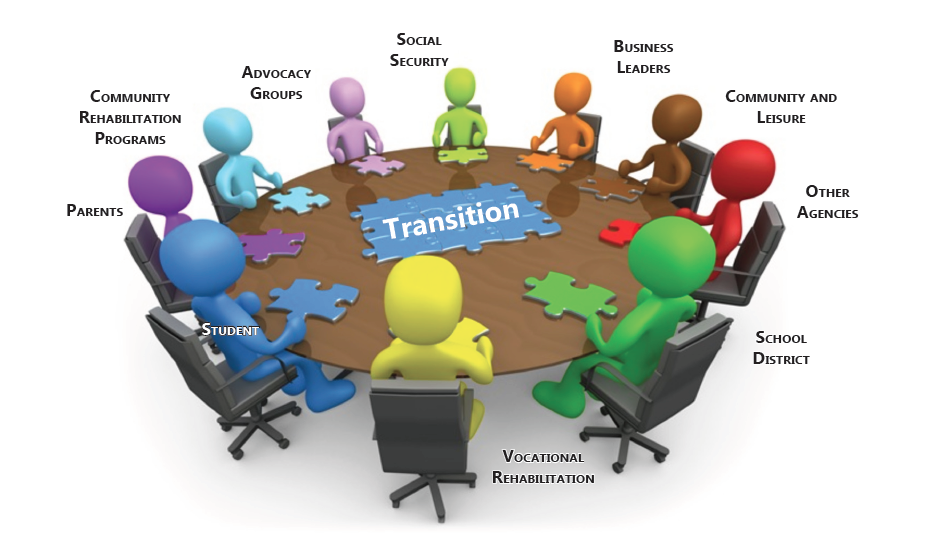 Social
Security
Business
Leaders
Advocacy
Groups
Community
Rehabilitation
Programs
Community and
Leisure
Parents
Other
Agencies
Transition
Student
School
District
Vocational
Rehabilitation